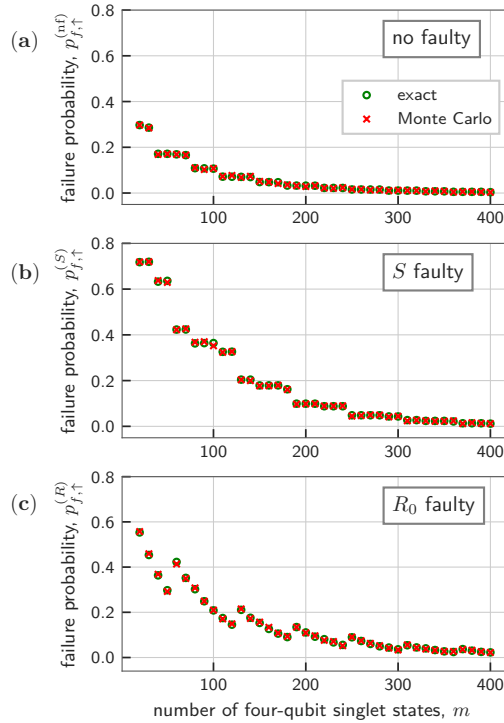 (a)
failure probability, p_{f,↑}^{(nf)}
0.8
0.6
0.4
0.2
0.0
no faulty
exact
Monte Carlo
100 200 300 400
(b)
failure probability, p_{f,↑}^{(S)}
0.8
0.6
0.4
0.2
0.0
S faulty
100 200 300 400
(c)
failure probability, p_{f,↑}^{(R)}
0.8
0.6
0.4
0.2
0.0
R₀ faulty
100 200 300 400
number of four-qubit singlet states, m